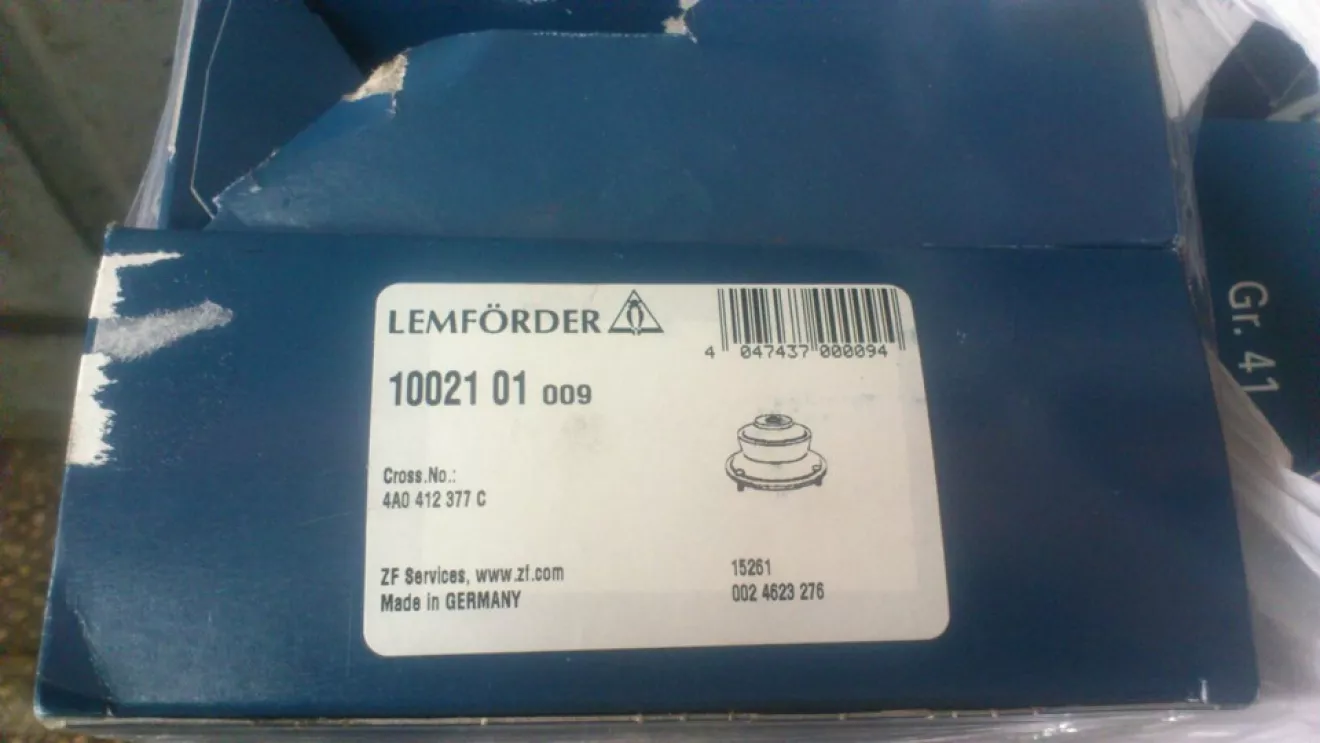 LEMFÖRDER
4 047437 000094
10021 01 009
Cross.No.:
4A0 412 377 C
ZF Services, www.zf.com
Made in GERMANY
15261
002 4623 276
Gr. 41